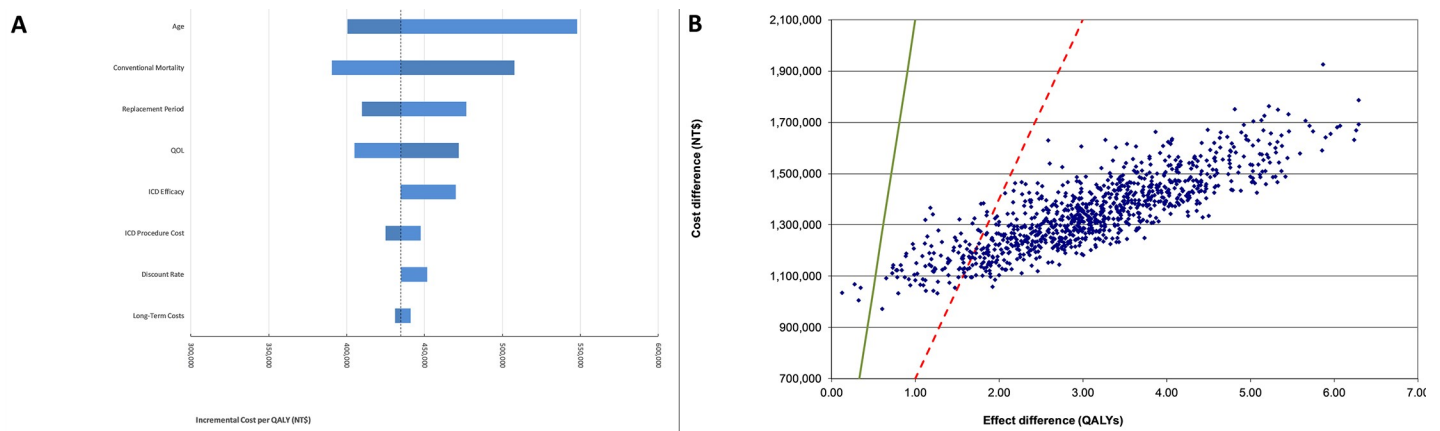 A
Age
Conventional Mortality
Replacement Period
QOL
ICD Efficacy
ICD Procedure Cost
Discount Rate
Long-Term Costs
300,000
350,000
400,000
450,000
500,000
550,000
600,000
Incremental Cost per QALY (NT$)
B
Cost difference (NT$)
2,100,000
1,900,000
1,700,000
1,500,000
1,300,000
1,100,000
900,000
700,000
0.00 1.00 2.00 3.00 4.00 5.00 6.00 7.00
Effect difference (QALYs)